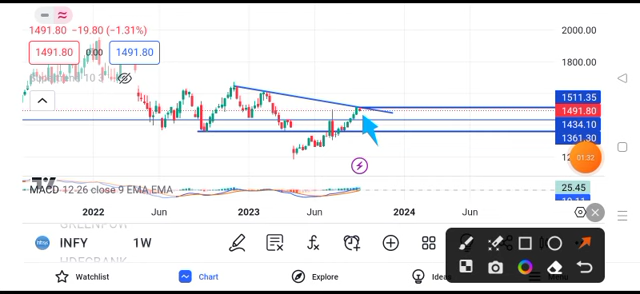 1491.80 −19.80 (−1.31%)
1491.80 0.00 1491.80
2000.00
1800.00
1511.35
1491.80
1434.10
1361.30
01:32
MACD 12 26 close 9 EMA EMA
25.45
2022 Jun 2023 Jun 2024 Jun
INFY 1W
HDFCBANK
Watchlist Chart Explore Ideas Menu